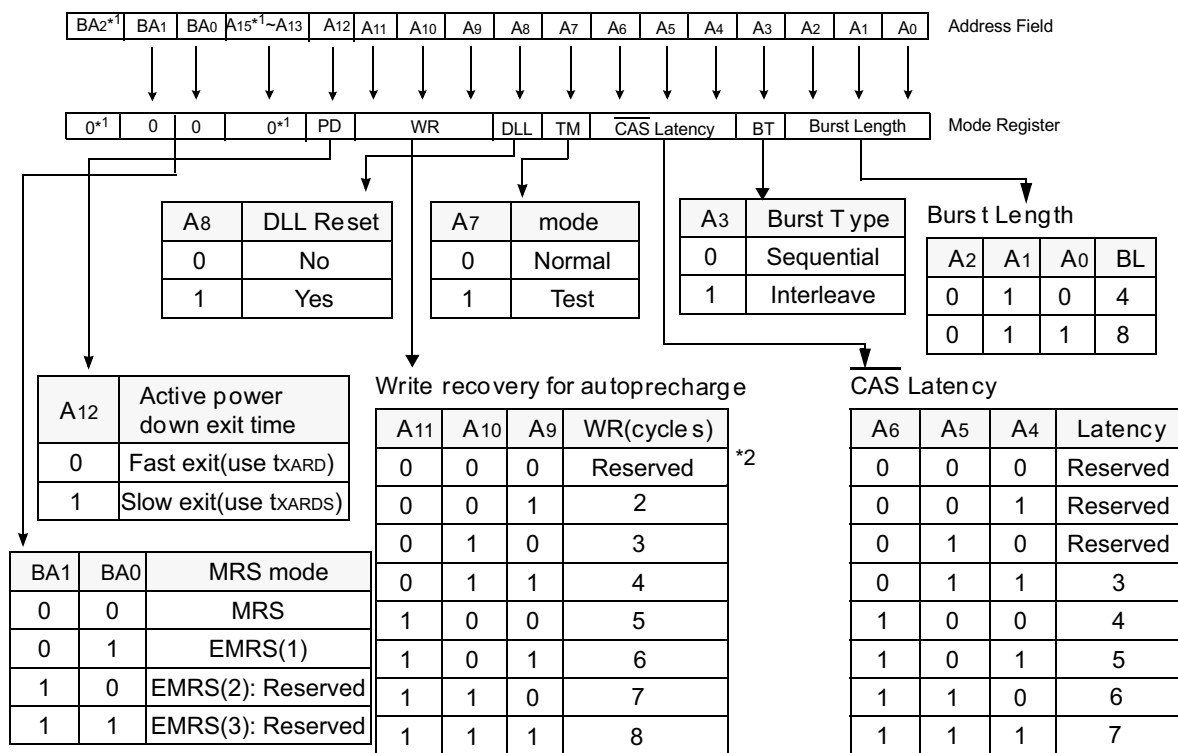 BA2*1 BA1 BA0 A15*1~A13 A12 A11 A10 A9 A8 A7 A6 A5 A4 A3 A2 A1 A0 Address Field
0*1 0 0 0*1 PD WR DLL TM CAS Latency BT Burst Length Mode Register
A8 DLL Reset
0 No
1 Yes
A7 mode
0 Normal
1 Test
A3 Burst Type
0 Sequential
1 Interleave
Burst Length
A2 A1 A0 BL
0 1 0 4
0 1 1 8
A12 Active power
down exit time
0 Fast exit(use tXARD)
1 Slow exit(use tXARDS)
BA1 BA0 MRS mode
0 0 MRS
0 1 EMRS(1)
1 0 EMRS(2): Reserved
1 1 EMRS(3): Reserved
Write recovery for autoprecharge
A11 A10 A9 WR(cycles)
0 0 0 Reserved *2
0 0 1 2
0 1 0 3
0 1 1 4
1 0 0 5
1 0 1 6
1 1 0 7
1 1 1 8
CAS Latency
A6 A5 A4 Latency
0 0 0 Reserved
0 0 1 Reserved
0 1 0 Reserved
0 1 1 3
1 0 0 4
1 0 1 5
1 1 0 6
1 1 1 7